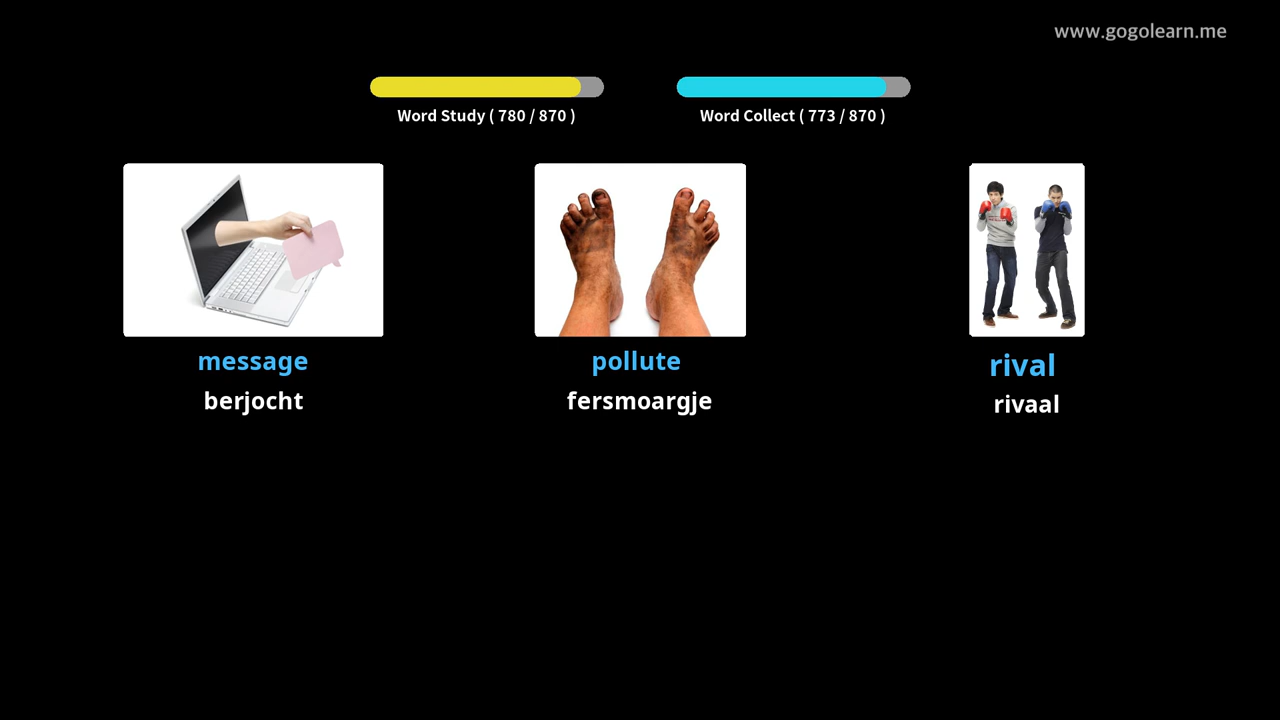 www.gogolearn.me
Word Study ( 780 / 870 )
Word Collect ( 773 / 870 )
message
berjocht
pollute
fersmoargje
rival
rivaal